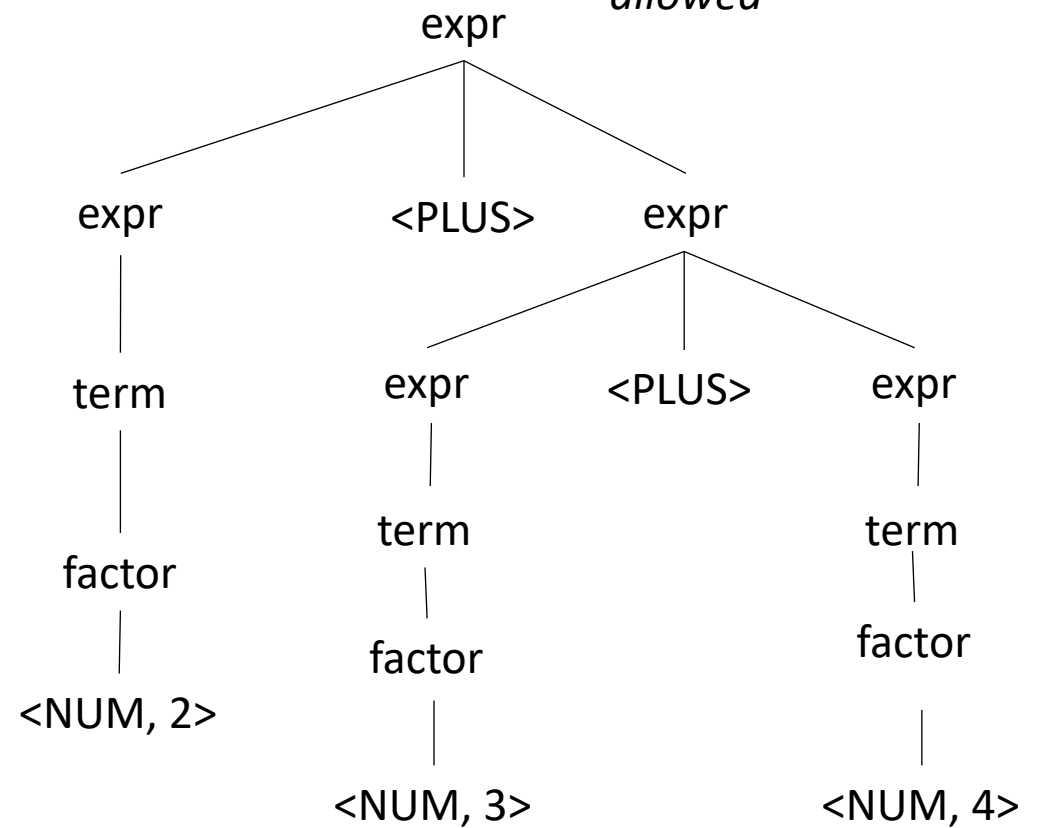 allowed
expr
expr <PLUS> expr
term expr <PLUS> expr
term term
factor
factor factor
<NUM, 2>
<NUM, 3> <NUM, 4>